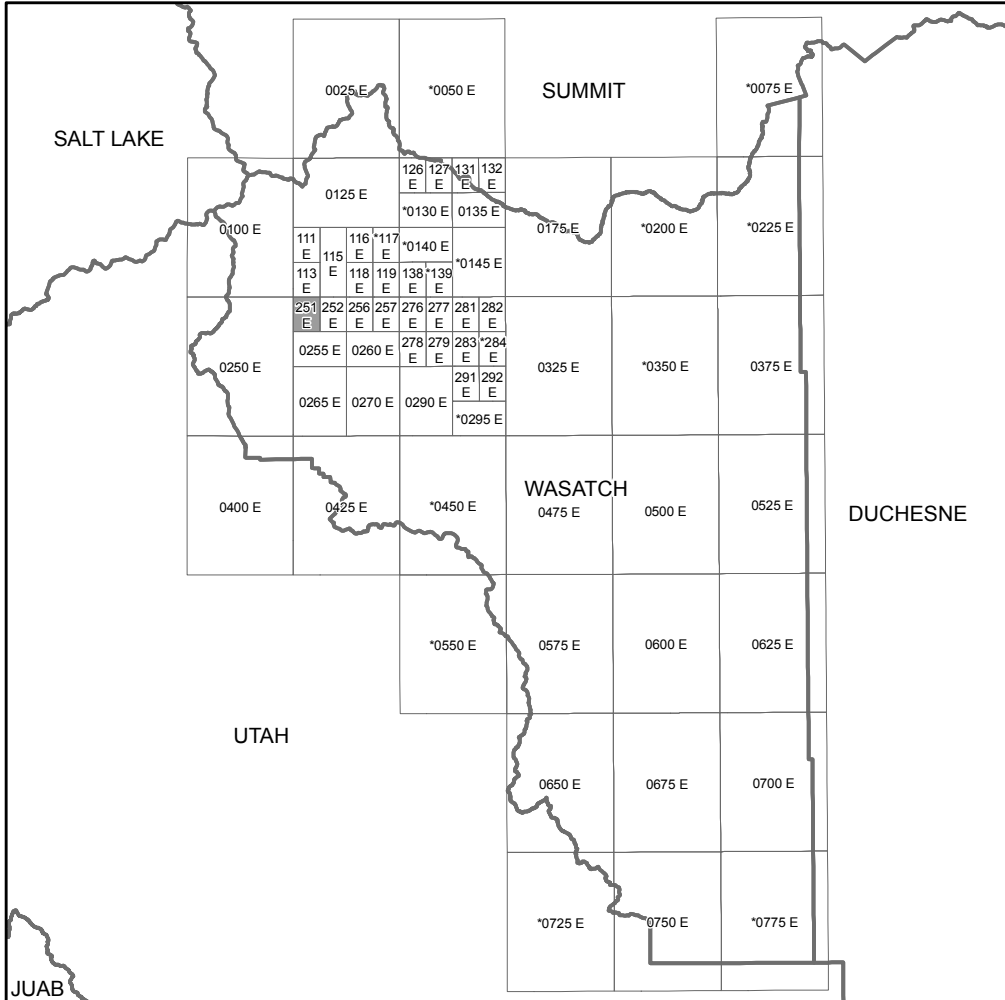 0025 E
*0050 E
SUMMIT
*0075 E
SALT LAKE
126
E
127
E
131
E
132
E
0125 E
*0130 E
0135 E
0100 E
0175 E
*0200 E
*0225 E
111
E
115
E
116
E
*117
E
*0140 E
*0145 E
113
E
118
E
119
E
138
E
*139
E
251
E
252
E
256
E
257
E
276
E
277
E
281
E
282
E
0250 E
0255 E
0260 E
278
E
279
E
283
E
*284
E
0325 E
*0350 E
0375 E
291
E
292
E
0265 E
0270 E
0290 E
*0295 E
WASATCH
0400 E
0425 E
*0450 E
0475 E
0500 E
0525 E
DUCHESNE
*0550 E
0575 E
0600 E
0625 E
UTAH
0650 E
0675 E
0700 E
*0725 E
0750 E
*0775 E
JUAB